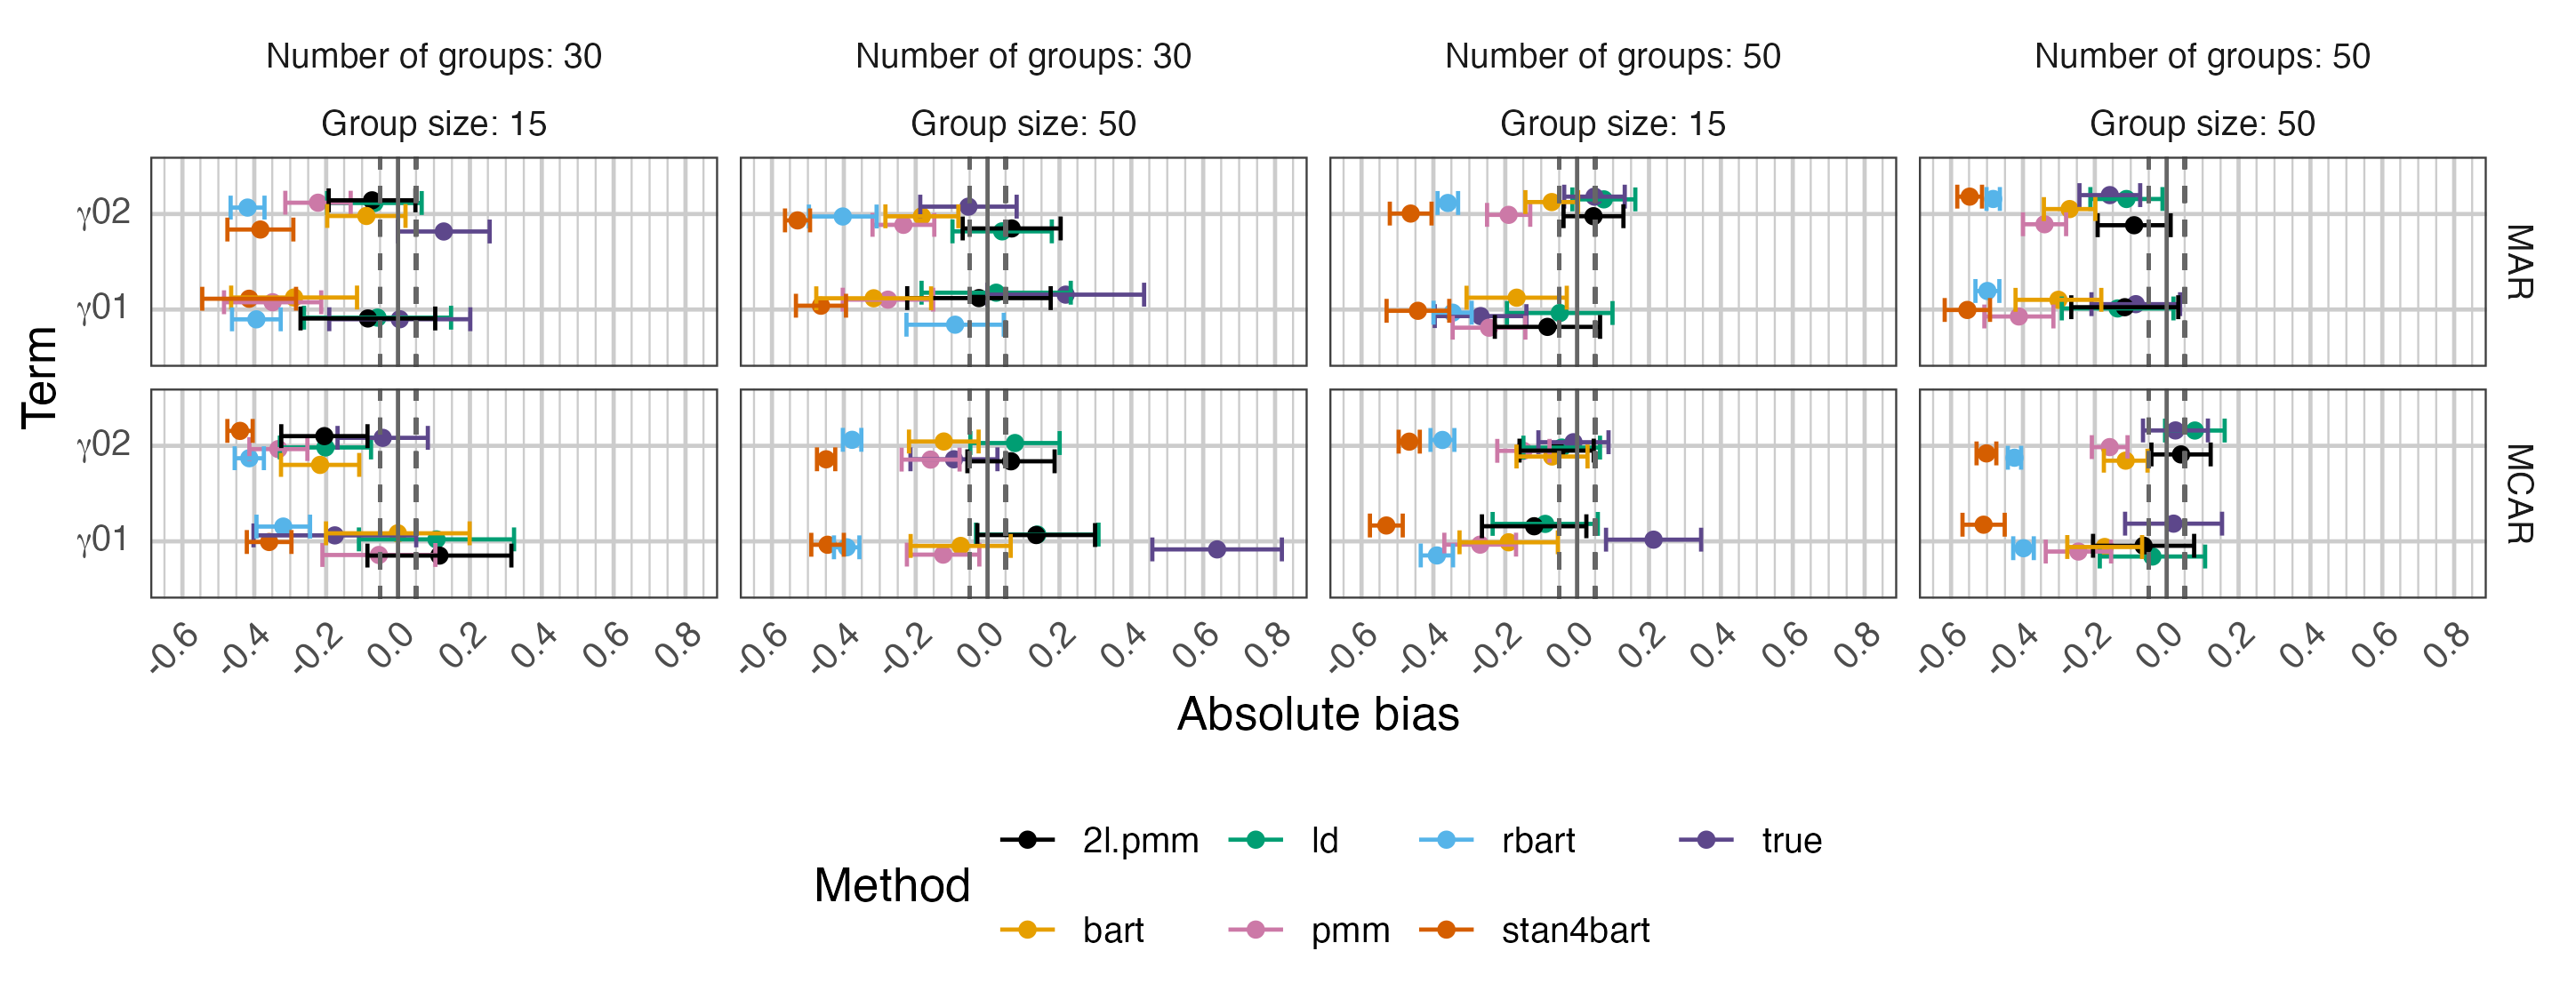 Number of groups: 30 Number of groups: 30 Number of groups: 50 Number of groups: 50
Group size: 15 Group size: 50 Group size: 15 Group size: 50
Term
γ02
γ01
MAR
γ02
γ01
MCAR
-0.6 -0.4 -0.2 0.0 0.2 0.4 0.6 0.8 -0.6 -0.4 -0.2 0.0 0.2 0.4 0.6 0.8 -0.6 -0.4 -0.2 0.0 0.2 0.4 0.6 0.8 -0.6 -0.4 -0.2 0.0 0.2 0.4 0.6 0.8
Absolute bias
Method
2l.pmm ld rbart true
bart pmm stan4bart